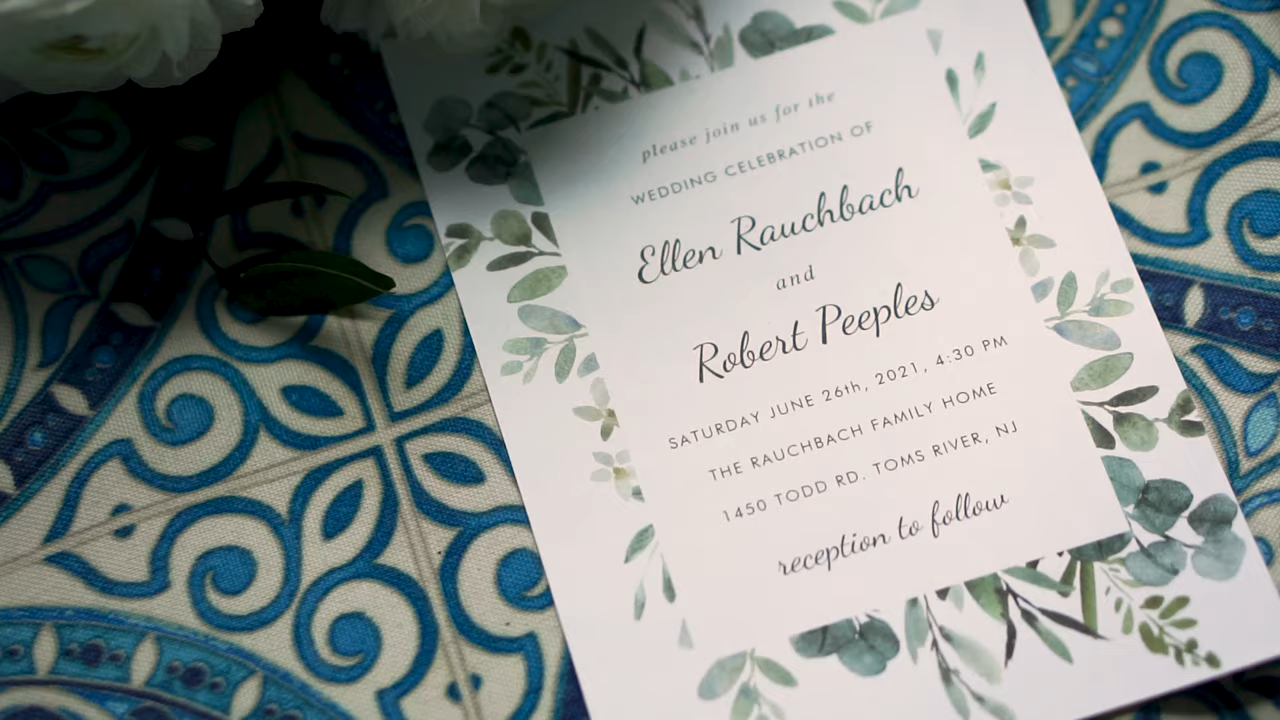 please join us for the
WEDDING CELEBRATION OF
Ellen Rauchbach
and
Robert Peeples
SATURDAY JUNE 26th, 2021, 4:30 PM
THE RAUCHBACH FAMILY HOME
1450 TODD RD. TOMS RIVER, NJ
reception to follow